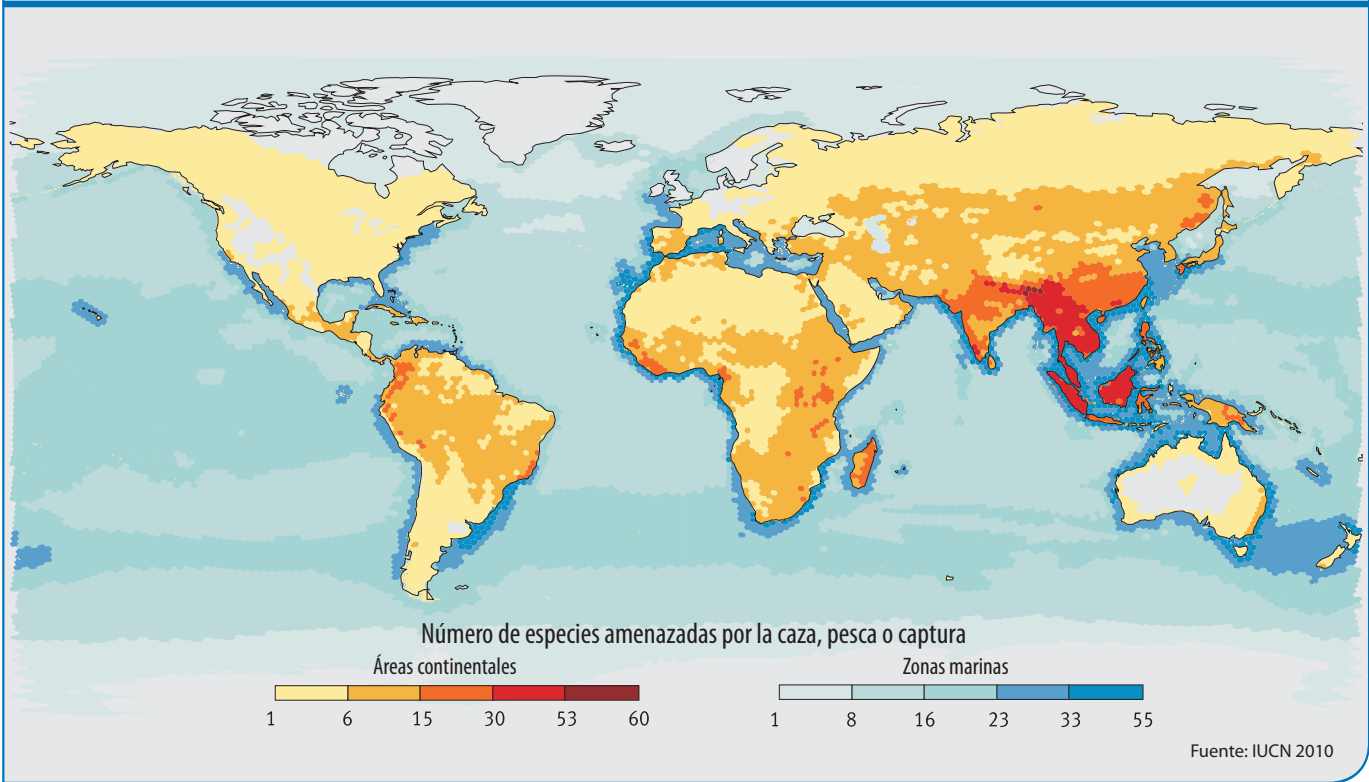 Número de especies amenazadas por la caza, pesca o captura
Áreas continentales
1 6 15 30 53 60
Zonas marinas
1 8 16 23 33 55
Fuente: IUCN 2010